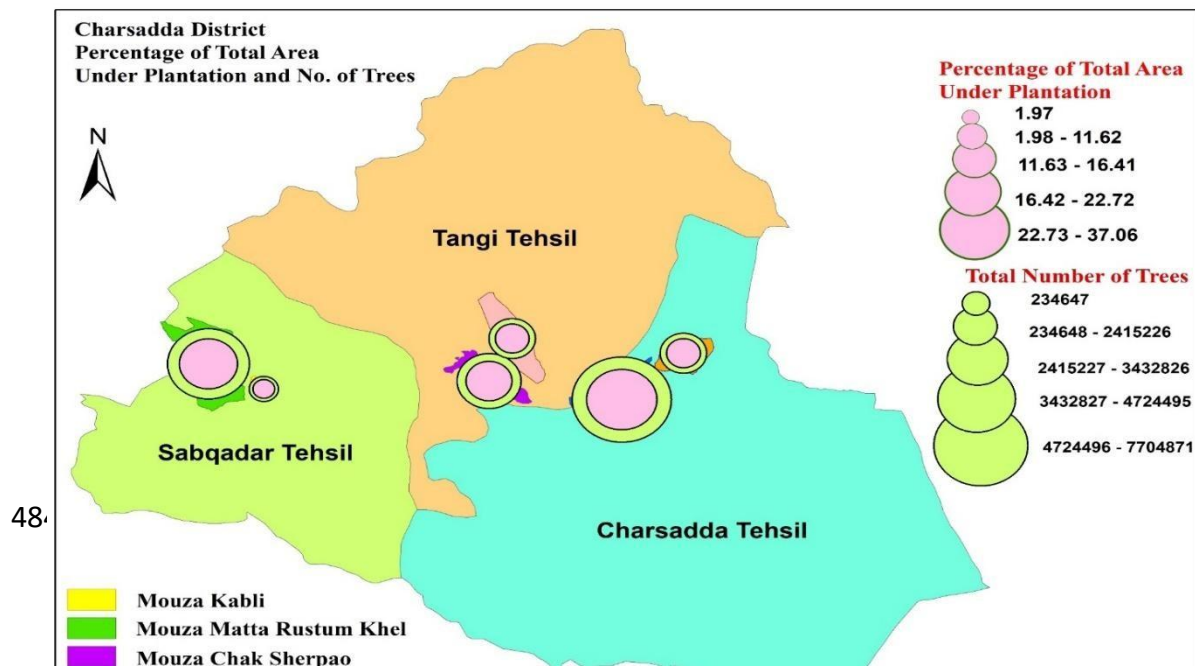 Charsadda District
Percentage of Total Area
Under Plantation and No. of Trees
N
Percentage of Total Area
Under Plantation
1.97
1.98 - 11.62
11.63 - 16.41
16.42 - 22.72
22.73 - 37.06
Total Number of Trees
234647
234648 - 2415226
2415227 - 3432826
3432827 - 4724495
4724496 - 7704871
Tangi Tehsil
Sabqadar Tehsil
Charsadda Tehsil
Mouza Kabli
Mouza Matta Rustum Khel
Mouza Chak Sherpao